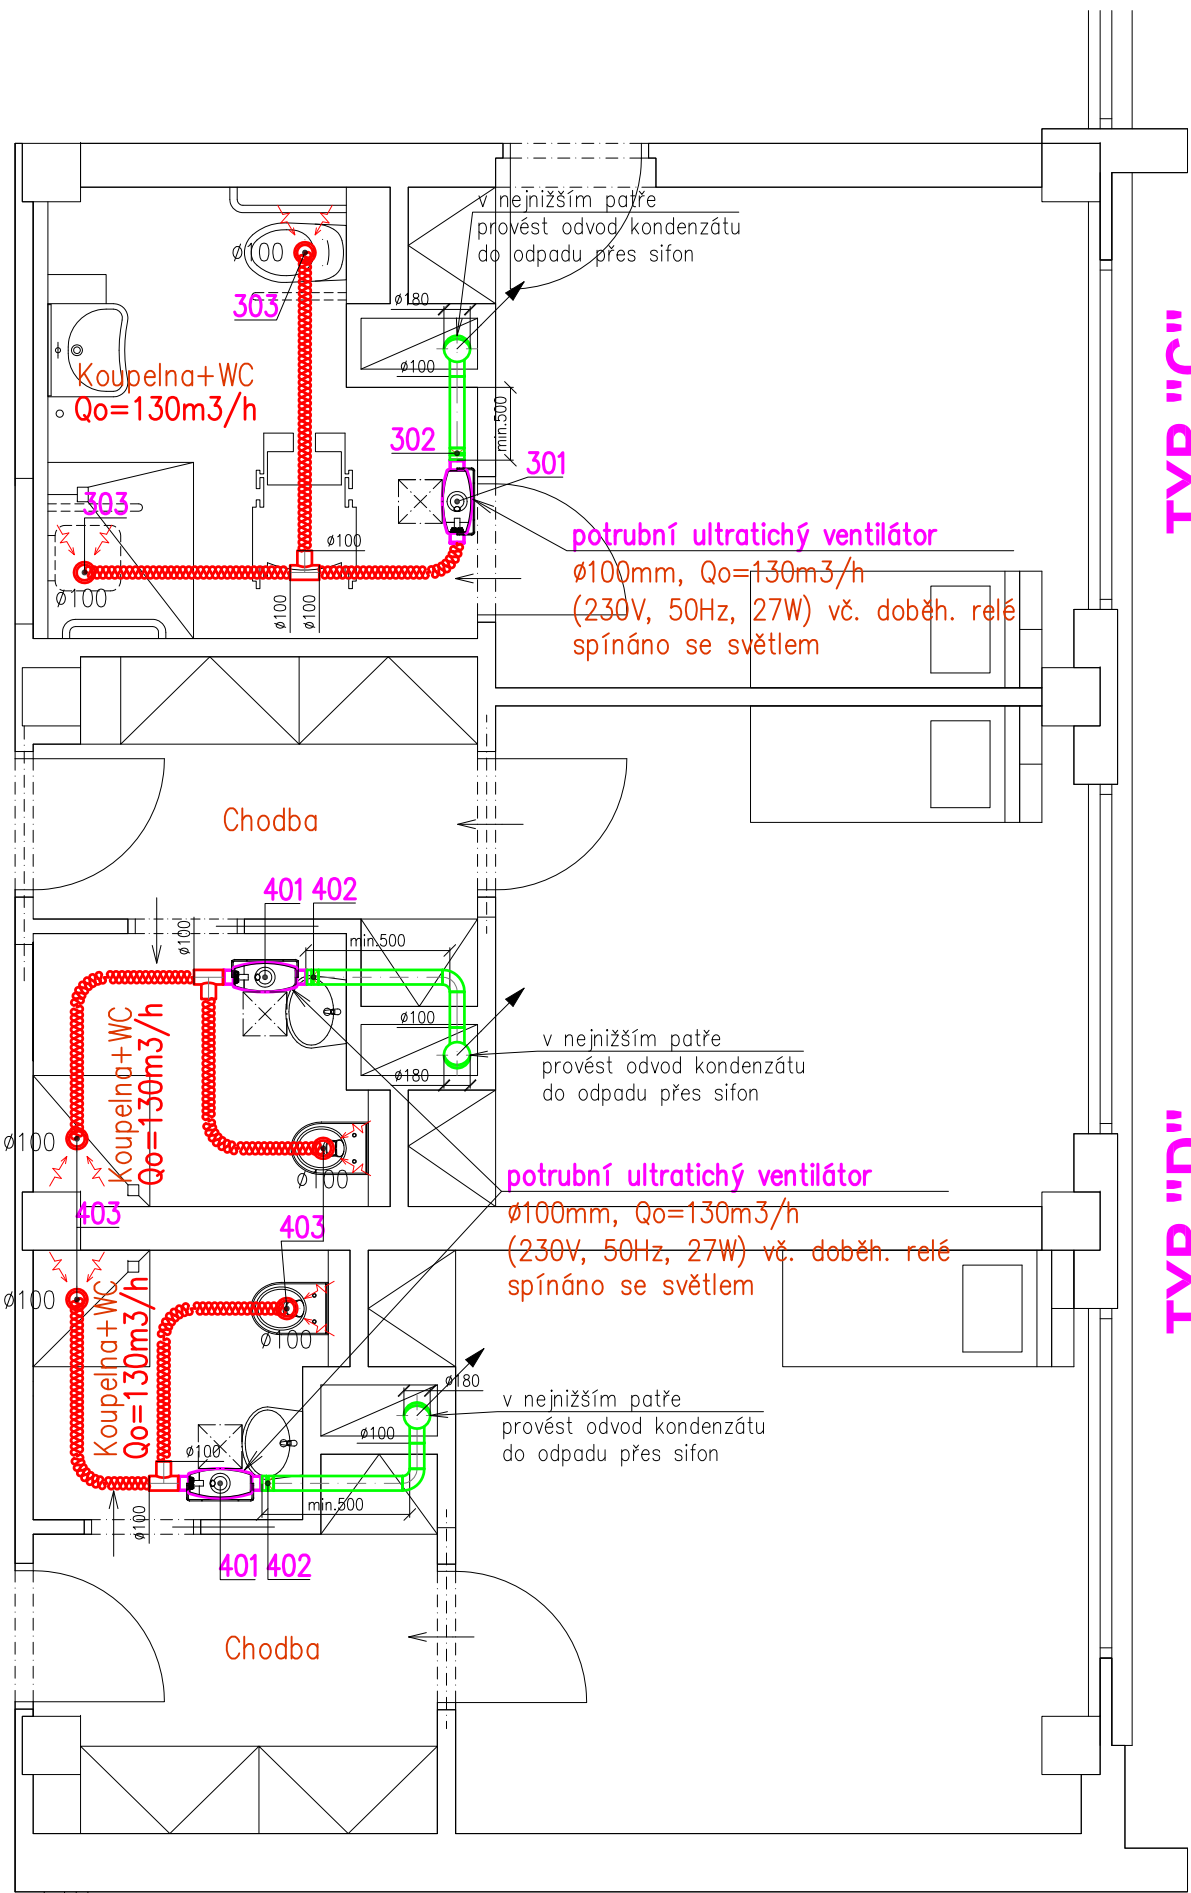 v nejnižším patře
provést odvod kondenzátu
do odpadu přes sifon
ø100
303
ø180
Koupelna+WC
Qo=130m3/h
ø100
302
min.500
301
303
potrubní ultratichý ventilátor
ø100mm, Qo=130m3/h
(230V, 50Hz, 27W) vč. doběh. relé
spínáno se světlem
ø100
ø100
ø100
ø100
TYP "C"
Chodba
401 402
ø100
min.500
Koupelna+WC
Qo=130m3/h
ø100
v nejnižším patře
provést odvod kondenzátu
do odpadu přes sifon
ø180
ø100
ø100
403
403
potrubní ultratichý ventilátor
ø100mm, Qo=130m3/h
(230V, 50Hz, 27W) vč. doběh. relé
spínáno se světlem
TYP "D"
ø100
Koupelna+WC
Qo=130m3/h
ø100
ø180
v nejnižším patře
provést odvod kondenzátu
do odpadu přes sifon
ø100
ø100
min.500
ø100
401 402
Chodba